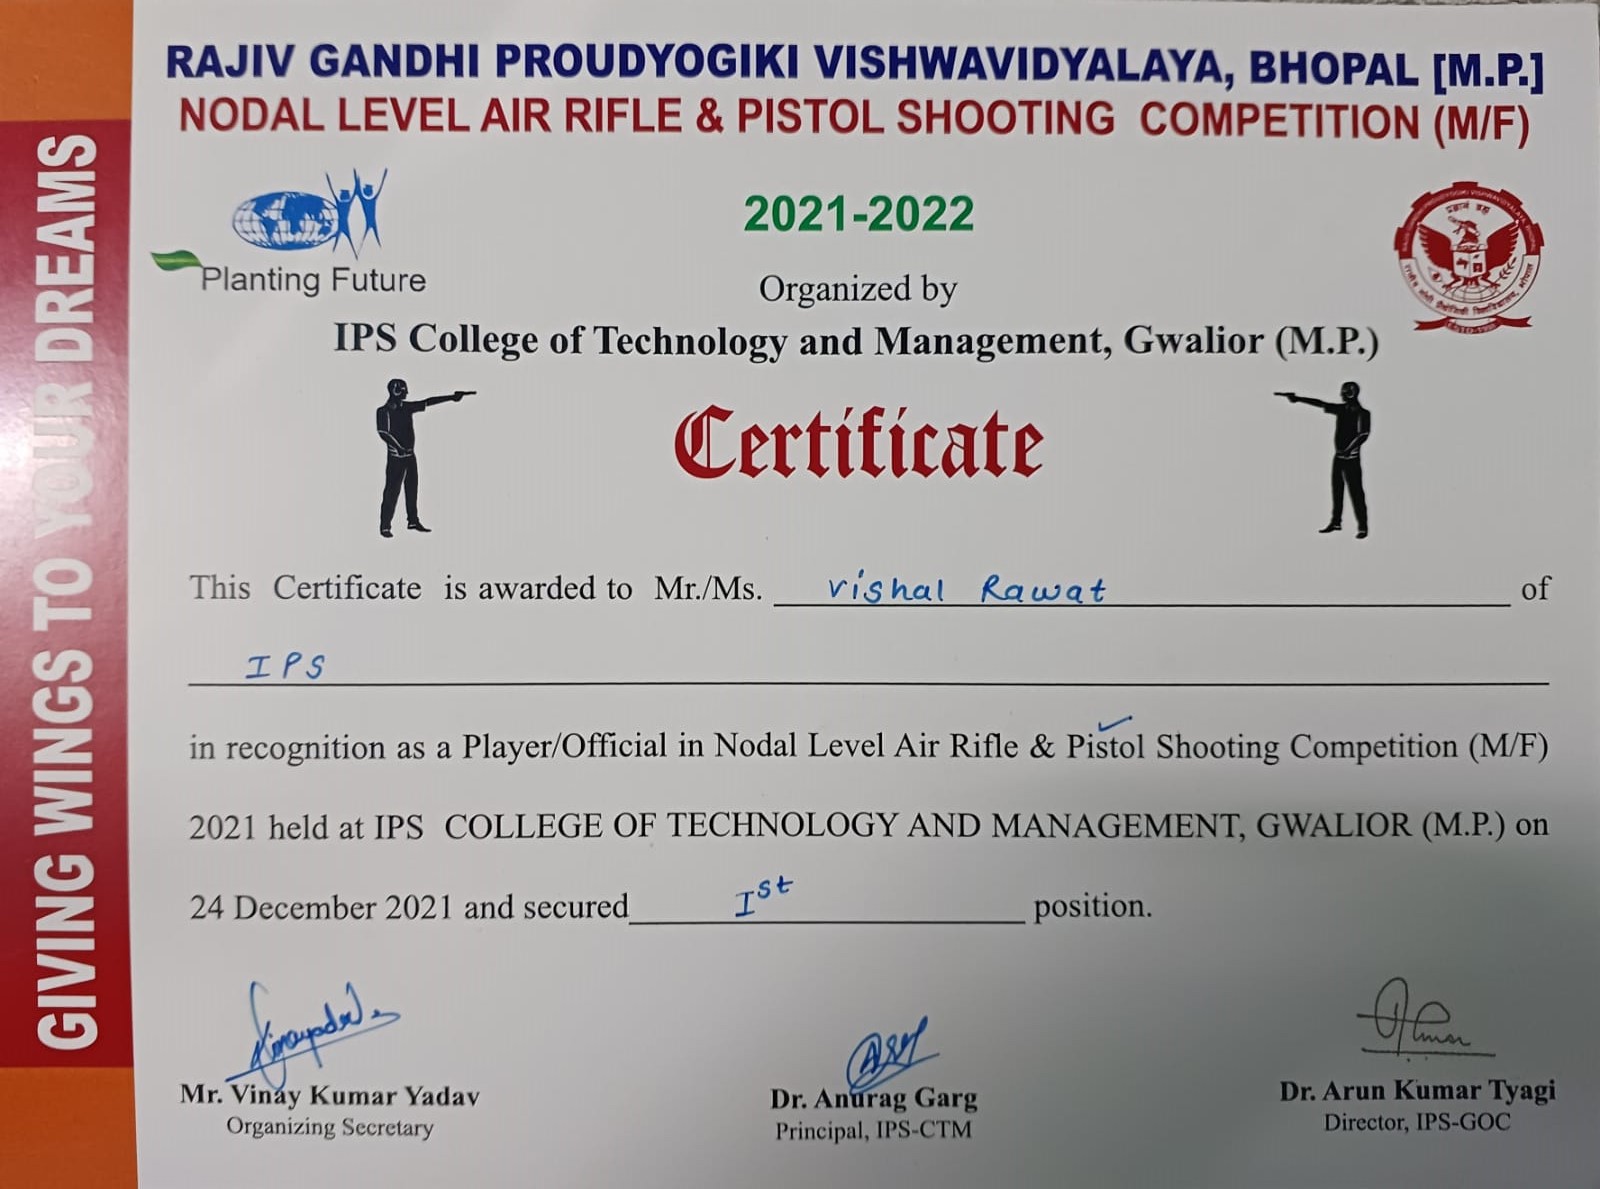 RAJIV GANDHI PROUDYOGIKI VISHWAVIDYALAYA, BHOPAL [M.P.]
NODAL LEVEL AIR RIFLE & PISTOL SHOOTING COMPETITION (M/F)
GIVING WINGS TO YOUR DREAMS
Planting Future
2021-2022
Organized by
IPS College of Technology and Management, Gwalior (M.P.)
Certificate
This Certificate is awarded to Mr./Ms. Vishal Rawat of
IPS
in recognition as a Player/Official in Nodal Level Air Rifle & Pistol Shooting Competition (M/F)
2021 held at IPS COLLEGE OF TECHNOLOGY AND MANAGEMENT, GWALIOR (M.P.) on
24 December 2021 and secured Ist position.
Mr. Vinay Kumar Yadav
Organizing Secretary
Dr. Anurag Garg
Principal, IPS-CTM
Dr. Arun Kumar Tyagi
Director, IPS-GOC